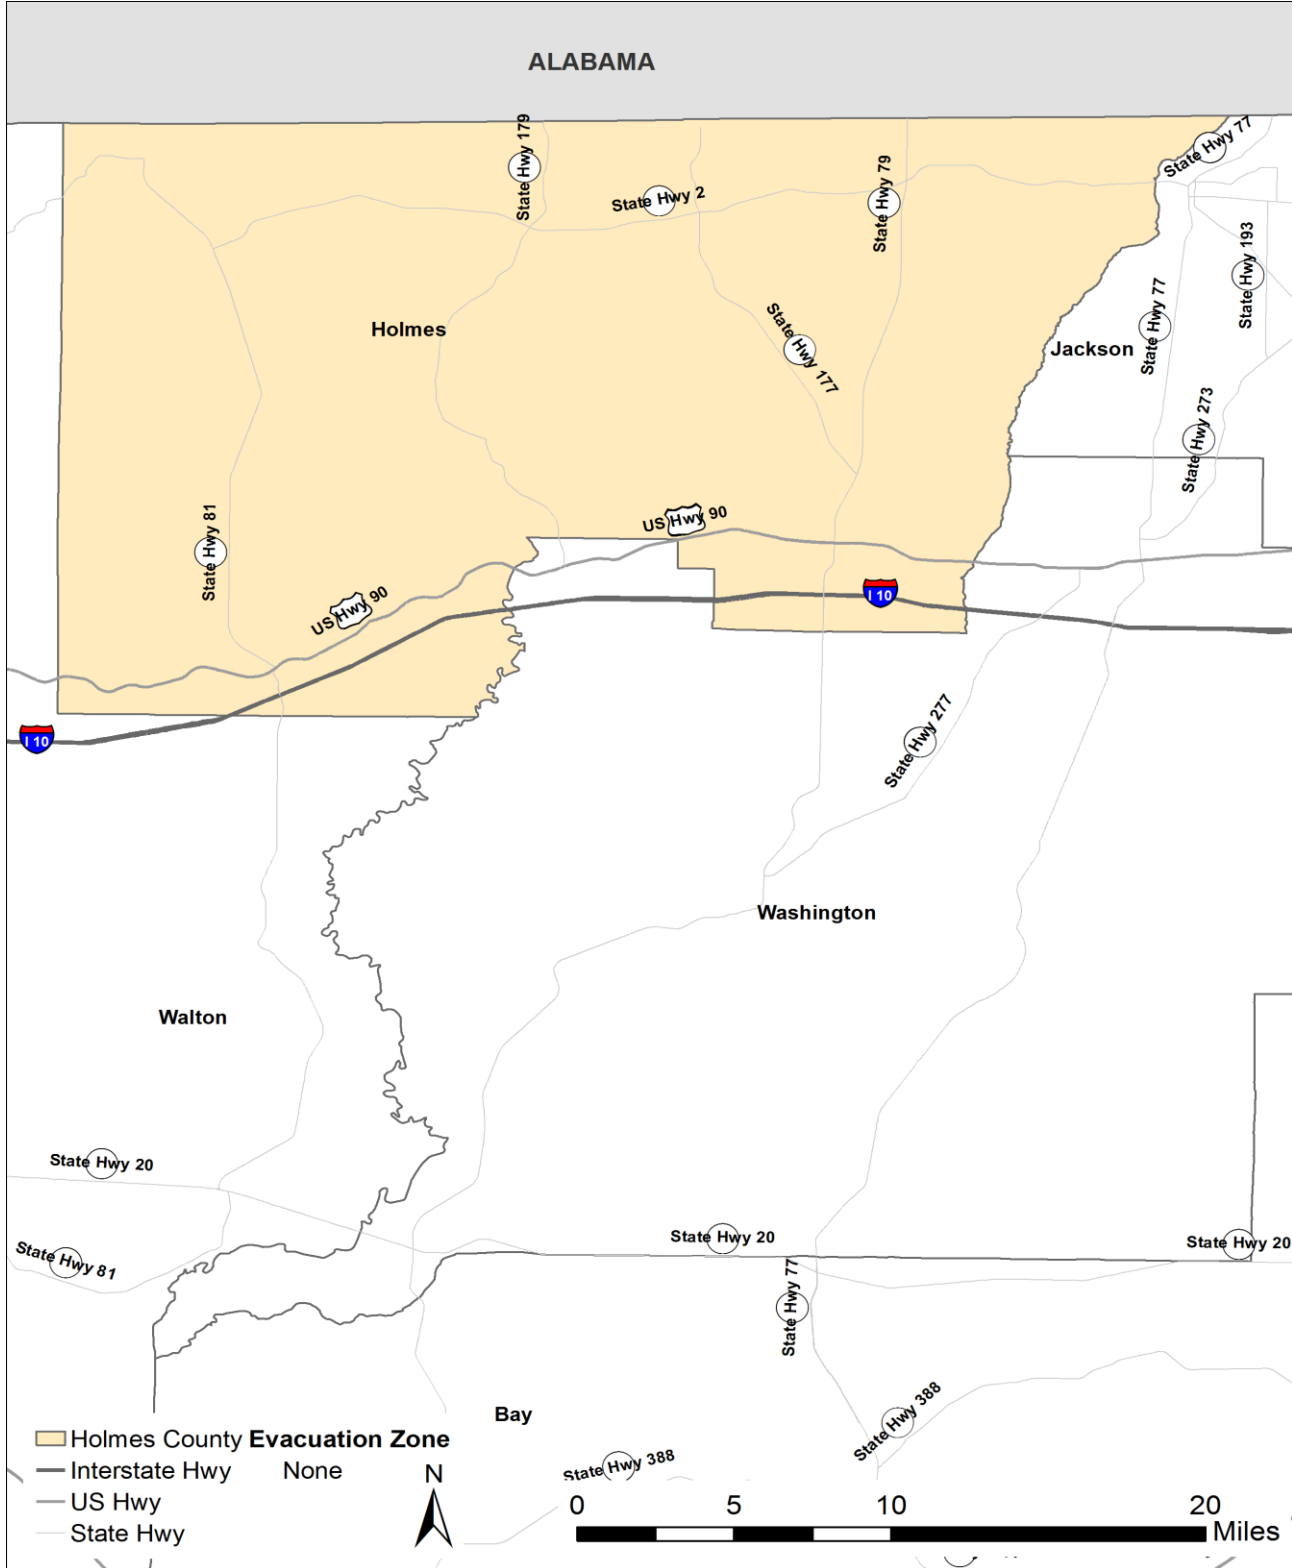 ALABAMA
State Hwy 179
State Hwy 77
State Hwy 2
State Hwy 79
State Hwy 193
Holmes
State Hwy 177
State Hwy 77
Jackson
State Hwy 273
State Hwy 81
US Hwy 90
US Hwy 90
I 10
I 10
State Hwy 277
Washington
Walton
State Hwy 20
State Hwy 20
State Hwy 20
State Hwy 81
State Hwy 77
State Hwy 388
Bay
State Hwy 388
Holmes County Evacuation Zone
Interstate Hwy None
US Hwy
State Hwy
N
0 5 10 20
Miles